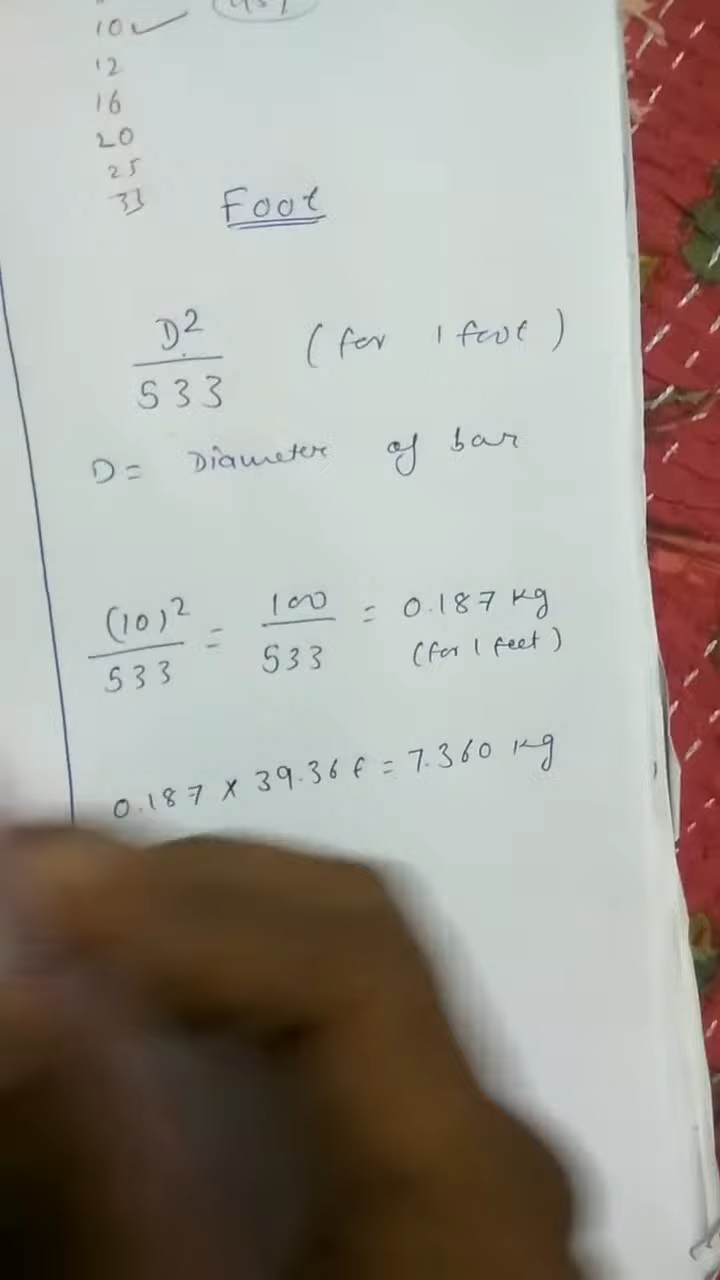 10 ✓
12
16
20
25
33
Foot
D²/533 (for 1 foot)
D = Diameter of bar
(10)²/533 = 100/533 = 0.187 kg
(for 1 feet)
0.187 x 39.36 f = 7.360 kg